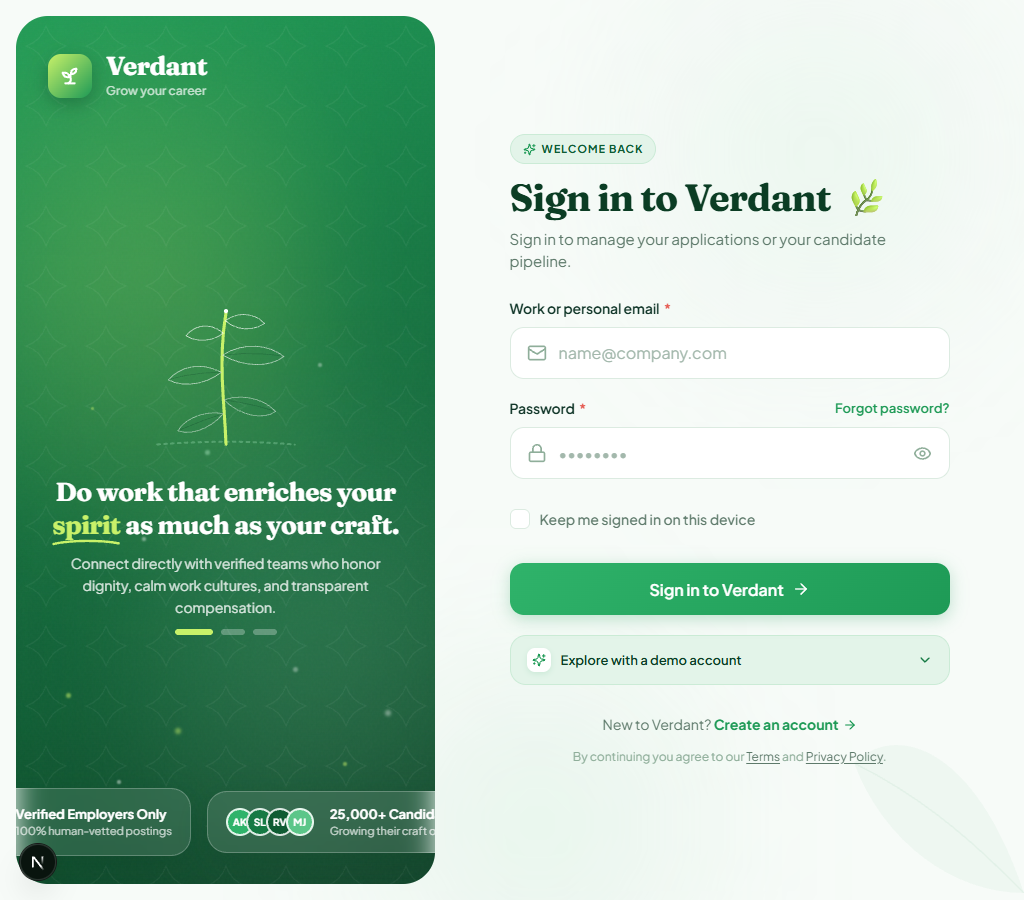 Verdant
Grow your career
Do work that enriches your
spirit as much as your craft.
Connect directly with verified teams who honor
dignity, calm work cultures, and transparent
compensation.
Verified Employers Only
100% human-vetted postings
AK SL RV MJ
25,000+ Candid
Growing their craft
N
WELCOME BACK
Sign in to Verdant
Sign in to manage your applications or your candidate
pipeline.
Work or personal email *
name@company.com
Password *
Forgot password?
Keep me signed in on this device
Sign in to Verdant →
Explore with a demo account
New to Verdant? Create an account →
By continuing you agree to our Terms and Privacy Policy.